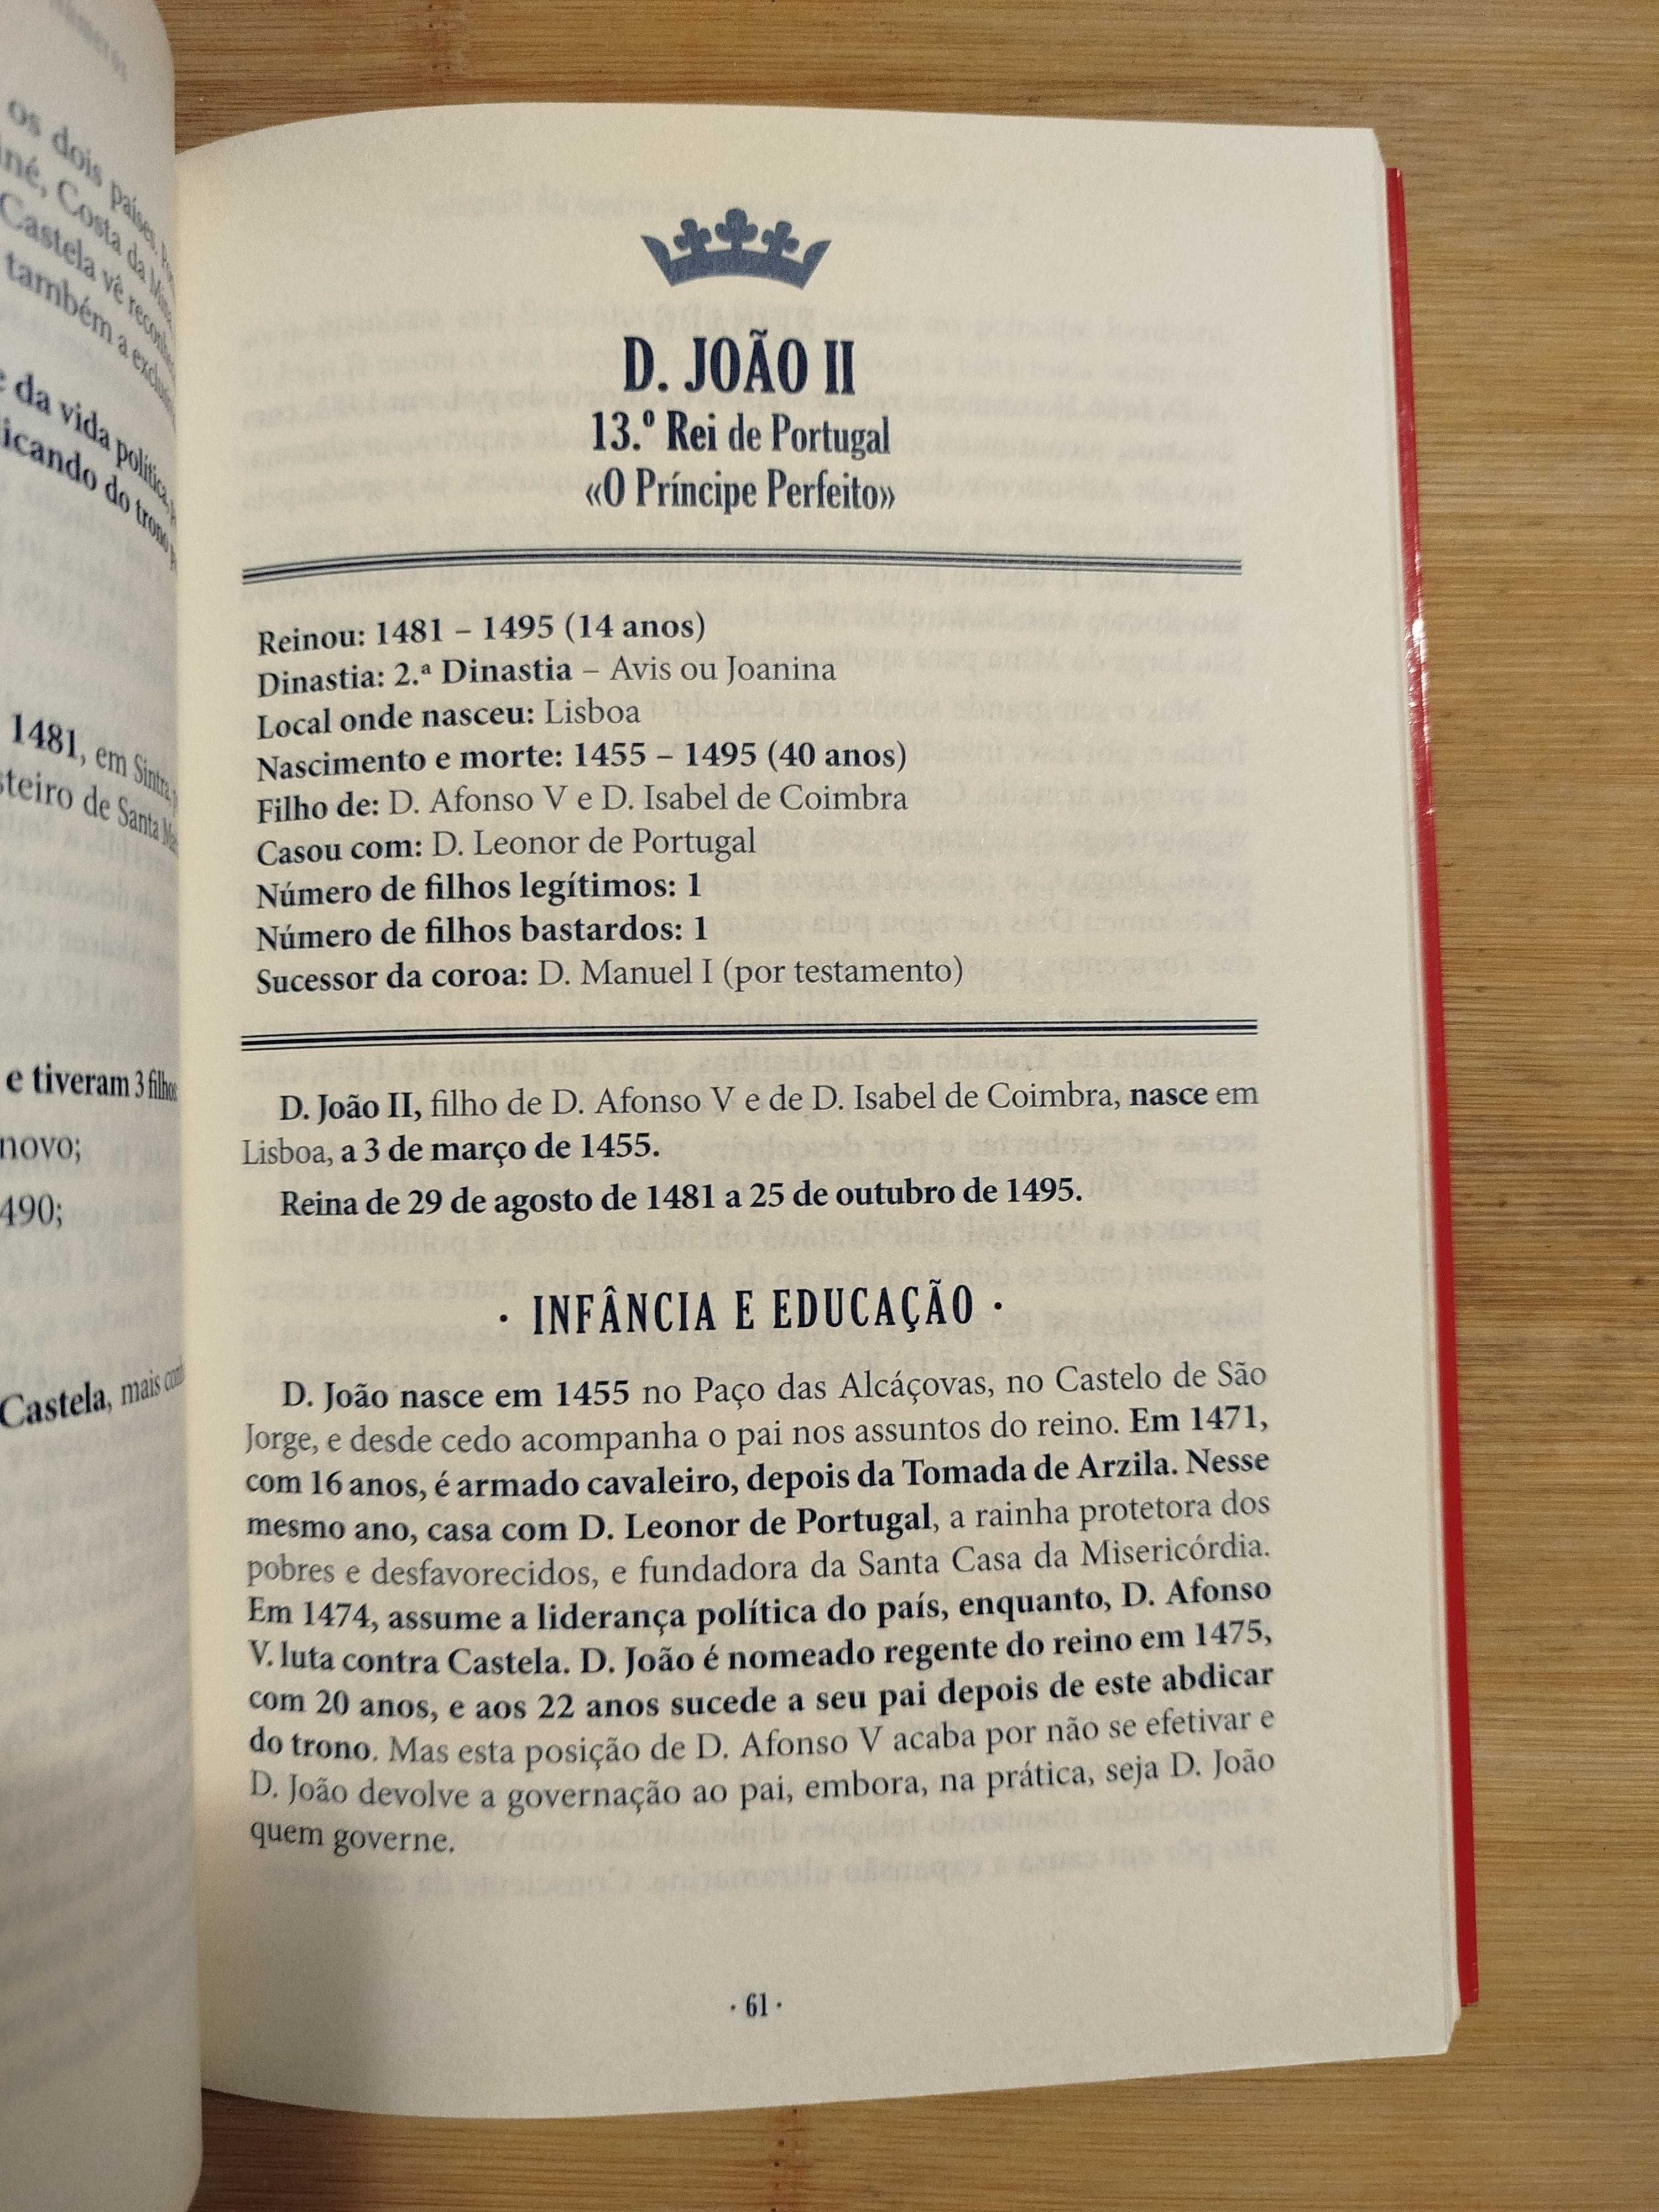 os dois países.
Costa da
Castela vê
também a
da vida política,
do trono
1481, em Sintra,
de Santa
e tiveram 3 filhos
novo;
490;
Castela, mais
D. JOÃO II
13.º Rei de Portugal
«O Príncipe Perfeito»
Reinou: 1481 – 1495 (14 anos)
Dinastia: 2.ª Dinastia – Avis ou Joanina
Local onde nasceu: Lisboa
Nascimento e morte: 1455 – 1495 (40 anos)
Filho de: D. Afonso V e D. Isabel de Coimbra
Casou com: D. Leonor de Portugal
Número de filhos legítimos: 1
Número de filhos bastardos: 1
Sucessor da coroa: D. Manuel I (por testamento)
D. João II, filho de D. Afonso V e de D. Isabel de Coimbra, nasce em
Lisboa, a 3 de março de 1455.
Reina de 29 de agosto de 1481 a 25 de outubro de 1495.
· INFÂNCIA E EDUCAÇÃO ·
D. João nasce em 1455 no Paço das Alcáçovas, no Castelo de São
Jorge, e desde cedo acompanha o pai nos assuntos do reino. Em 1471,
com 16 anos, é armado cavaleiro, depois da Tomada de Arzila. Nesse
mesmo ano, casa com D. Leonor de Portugal, a rainha protetora dos
pobres e desfavorecidos, e fundadora da Santa Casa da Misericórdia.
Em 1474, assume a liderança política do país, enquanto, D. Afonso
V. luta contra Castela. D. João é nomeado regente do reino em 1475,
com 20 anos, e aos 22 anos sucede a seu pai depois de este abdicar
do trono. Mas esta posição de D. Afonso V acaba por não se efetivar e
D. João devolve a governação ao pai, embora, na prática, seja D. João
quem governe.
· 61 ·